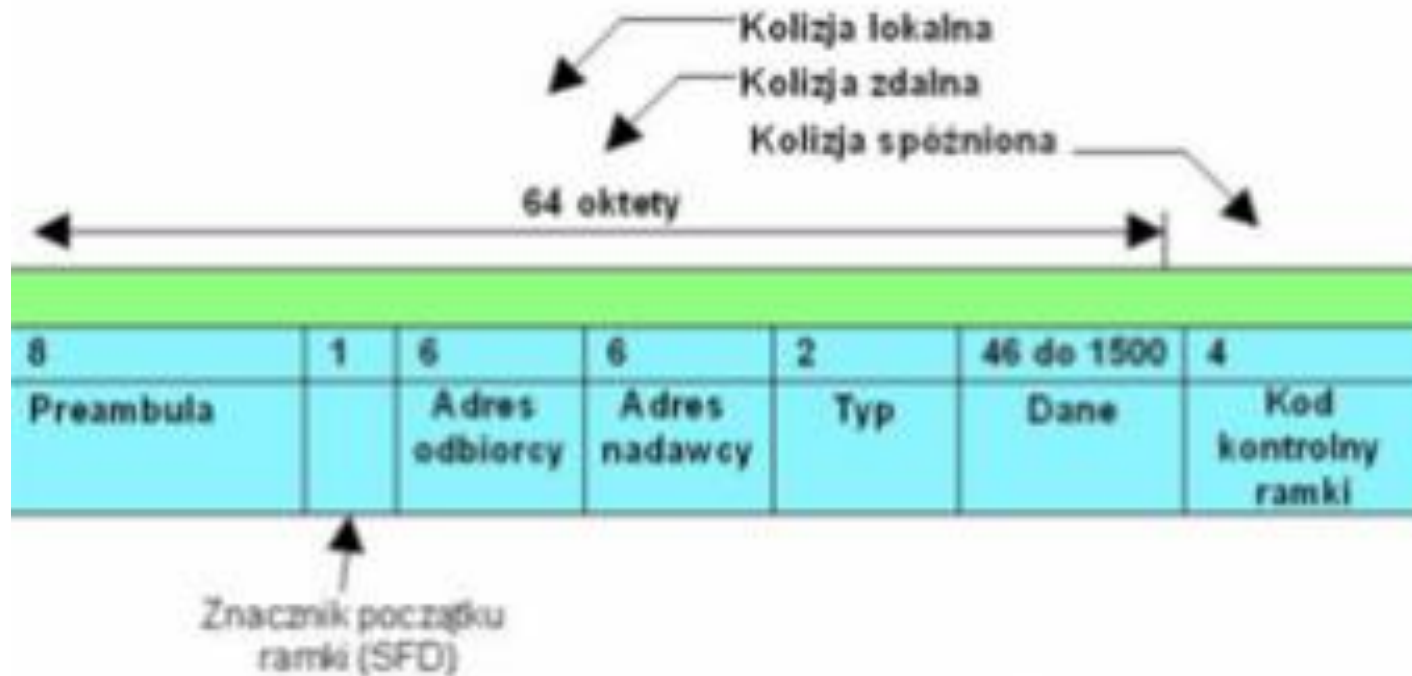 Kolizja lokalna
Kolizja zdalna
Kolizja spóźniona
64 oktety
8 1 6 6 2 46 do 1500 4
Preambula Adres odbiorcy Adres nadawcy Typ Dane Kod kontrolny ramki
Znacznik początku
ramki (SFD)